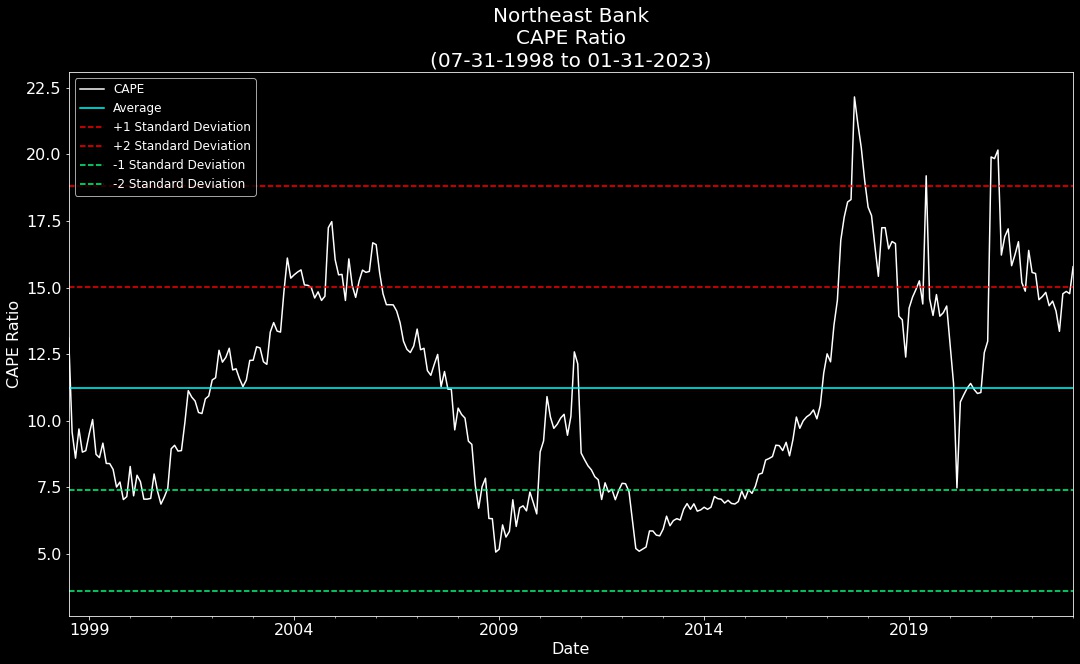 Northeast Bank
CAPE Ratio
(07-31-1998 to 01-31-2023)
CAPE
Average
+1 Standard Deviation
+2 Standard Deviation
-1 Standard Deviation
-2 Standard Deviation
22.5
20.0
17.5
15.0
12.5
10.0
7.5
5.0
CAPE Ratio
1999 2004 2009 2014 2019
Date